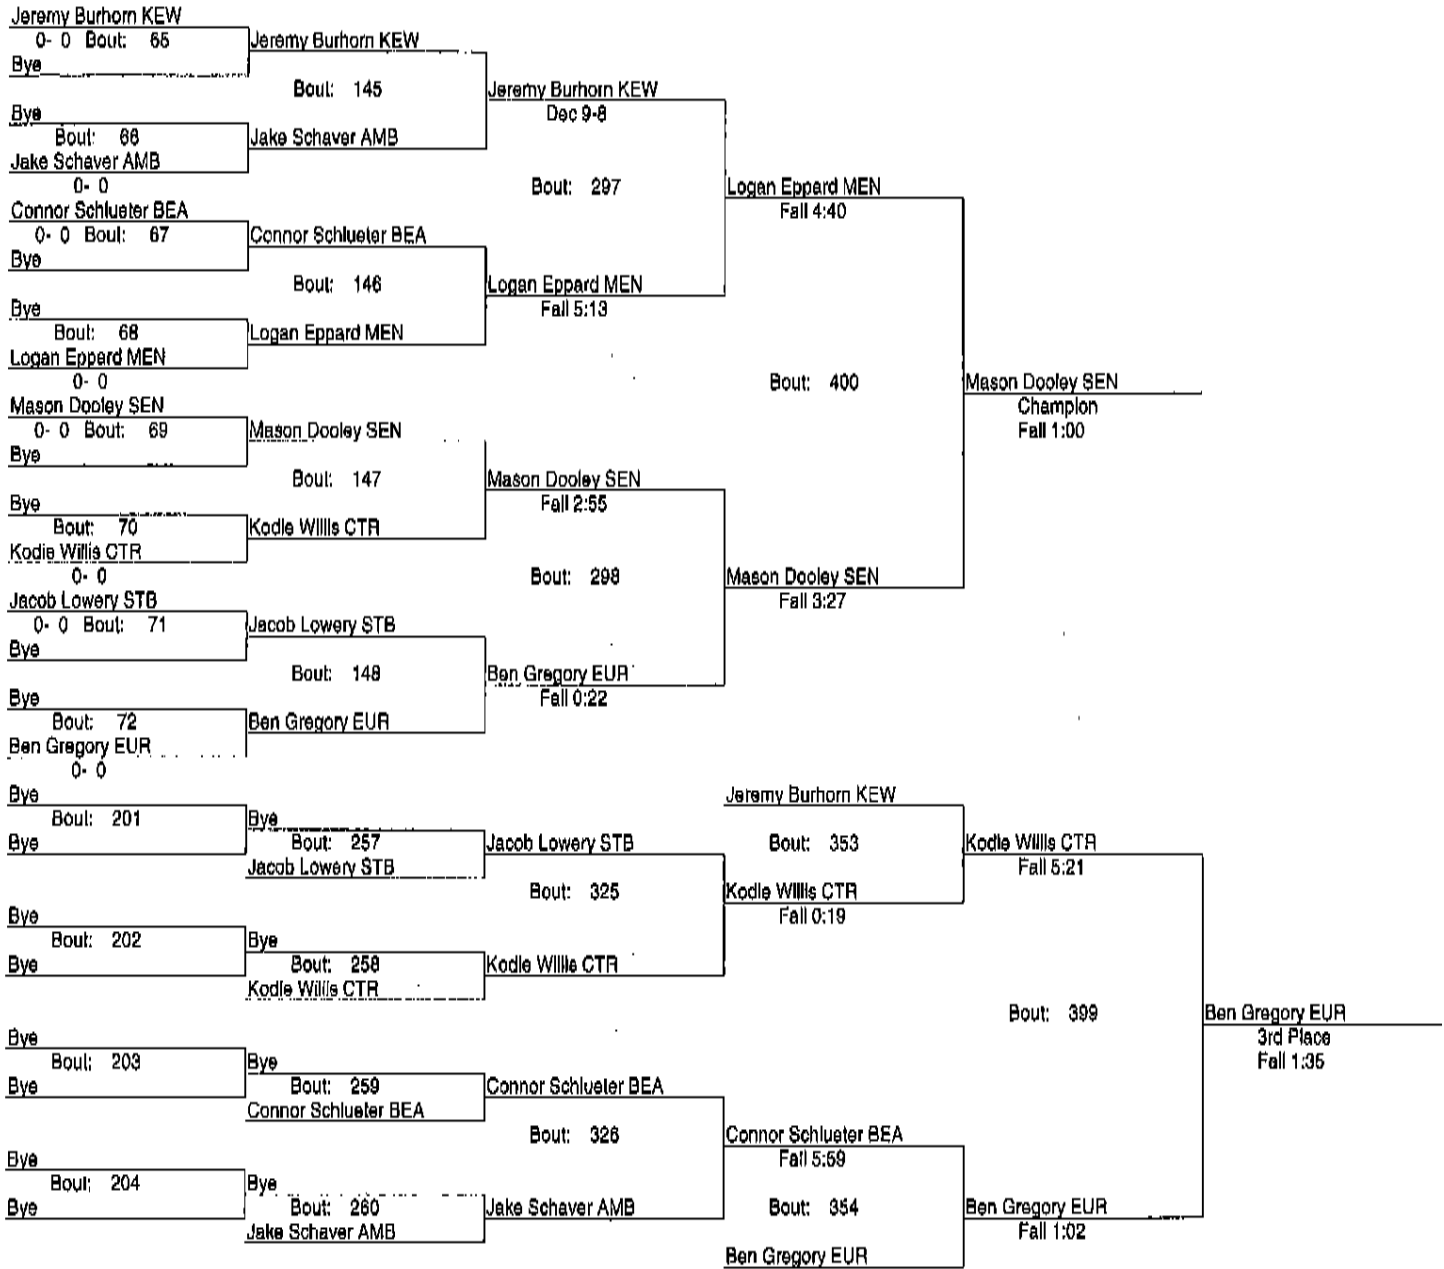 Jeremy Burhorn KEW
0- 0 Bout: 65
Bye
Jeremy Burhorn KEW
Bout: 145
Bye
Bout: 66
Jake Schaver AMB
0- 0
Jake Schaver AMB
Jeremy Burhorn KEW
Dec 9-8
Connor Schlueter BEA
0- 0 Bout: 67
Bye
Connor Schlueter BEA
Bout: 146
Bye
Bout: 68
Logan Eppard MEN
0- 0
Logan Eppard MEN
Logan Eppard MEN
Fall 5:13
Bout: 297
Logan Eppard MEN
Fall 4:40
Mason Dooley SEN
0- 0 Bout: 69
Bye
Mason Dooley SEN
Bout: 147
Bye
Bout: 70
Kodie Willis CTR
0- 0
Kodie Willis CTR
Mason Dooley SEN
Fall 2:55
Jacob Lowery STB
0- 0 Bout: 71
Bye
Jacob Lowery STB
Bout: 148
Bye
Bout: 72
Ben Gregory EUR
0- 0
Ben Gregory EUR
Ben Gregory EUR
Fall 0:22
Bout: 298
Mason Dooley SEN
Fall 3:27
Bout: 400
Mason Dooley SEN
Champion
Fall 1:00
Bye
Bout: 201
Bye
Bye
Bout: 257
Jacob Lowery STB
Jacob Lowery STB
Bout: 325
Bye
Bout: 202
Bye
Bye
Bout: 258
Kodie Willis CTR
Kodie Willis CTR
Jeremy Burhorn KEW
Bout: 353
Kodie Willis CTR
Fall 0:19
Kodie Willis CTR
Fall 5:21
Bye
Bout: 203
Bye
Bye
Bout: 259
Connor Schlueter BEA
Connor Schlueter BEA
Bout: 326
Bye
Bout: 204
Bye
Bye
Bout: 260
Jake Schaver AMB
Jake Schaver AMB
Connor Schlueter BEA
Fall 5:59
Bout: 354
Ben Gregory EUR
Ben Gregory EUR
Fall 1:02
Bout: 399
Ben Gregory EUR
3rd Place
Fall 1:35